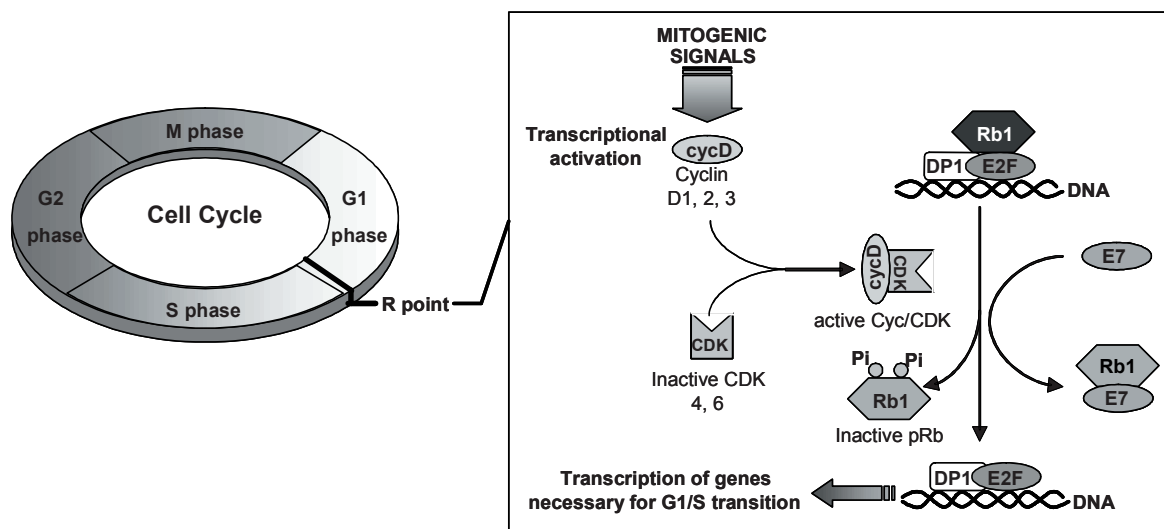 M phase
G2
phase
Cell Cycle
G1
phase
S phase
R point
MITOGENIC
SIGNALS
Transcriptional
activation
cycD
Cyclin
D1, 2, 3
Rb1
DP1
E2F
DNA
cycD
CDK
active Cyc/CDK
E7
CDK
Inactive CDK
4, 6
Pi
Pi
Rb1
Inactive pRb
Rb1
E7
Transcription of genes
necessary for G1/S transition
DP1
E2F
DNA